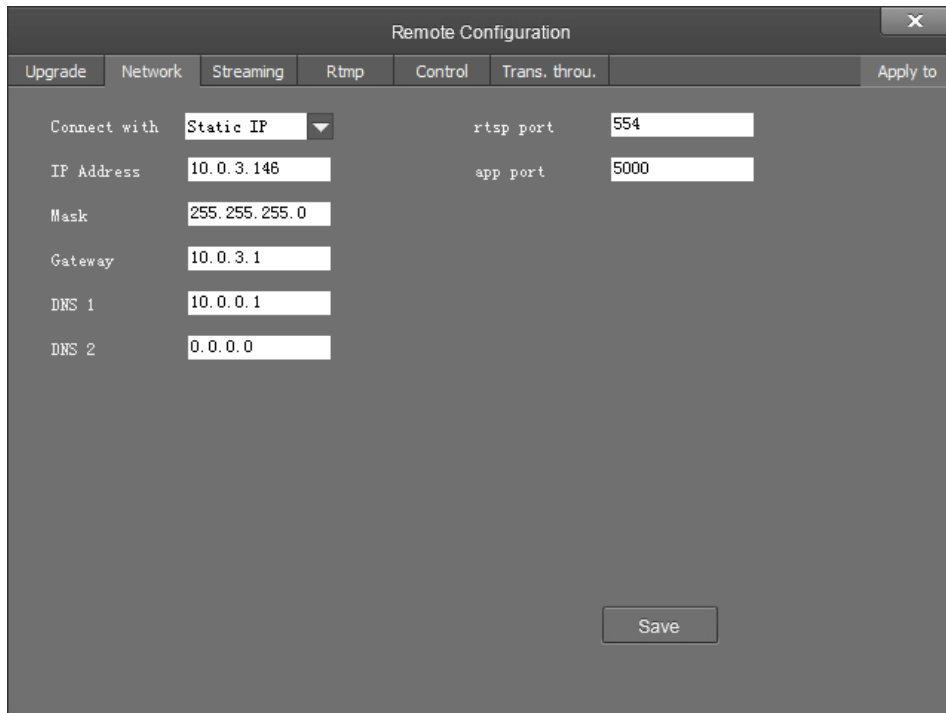 Remote Configuration
Upgrade Network Streaming Rtmp Control Trans. throu. Apply to
Connect with Static IP rtsp port 554
IP Address 10.0.3.146 app port 5000
Mask 255.255.255.0
Gateway 10.0.3.1
DNS 1 10.0.0.1
DNS 2 0.0.0.0
Save